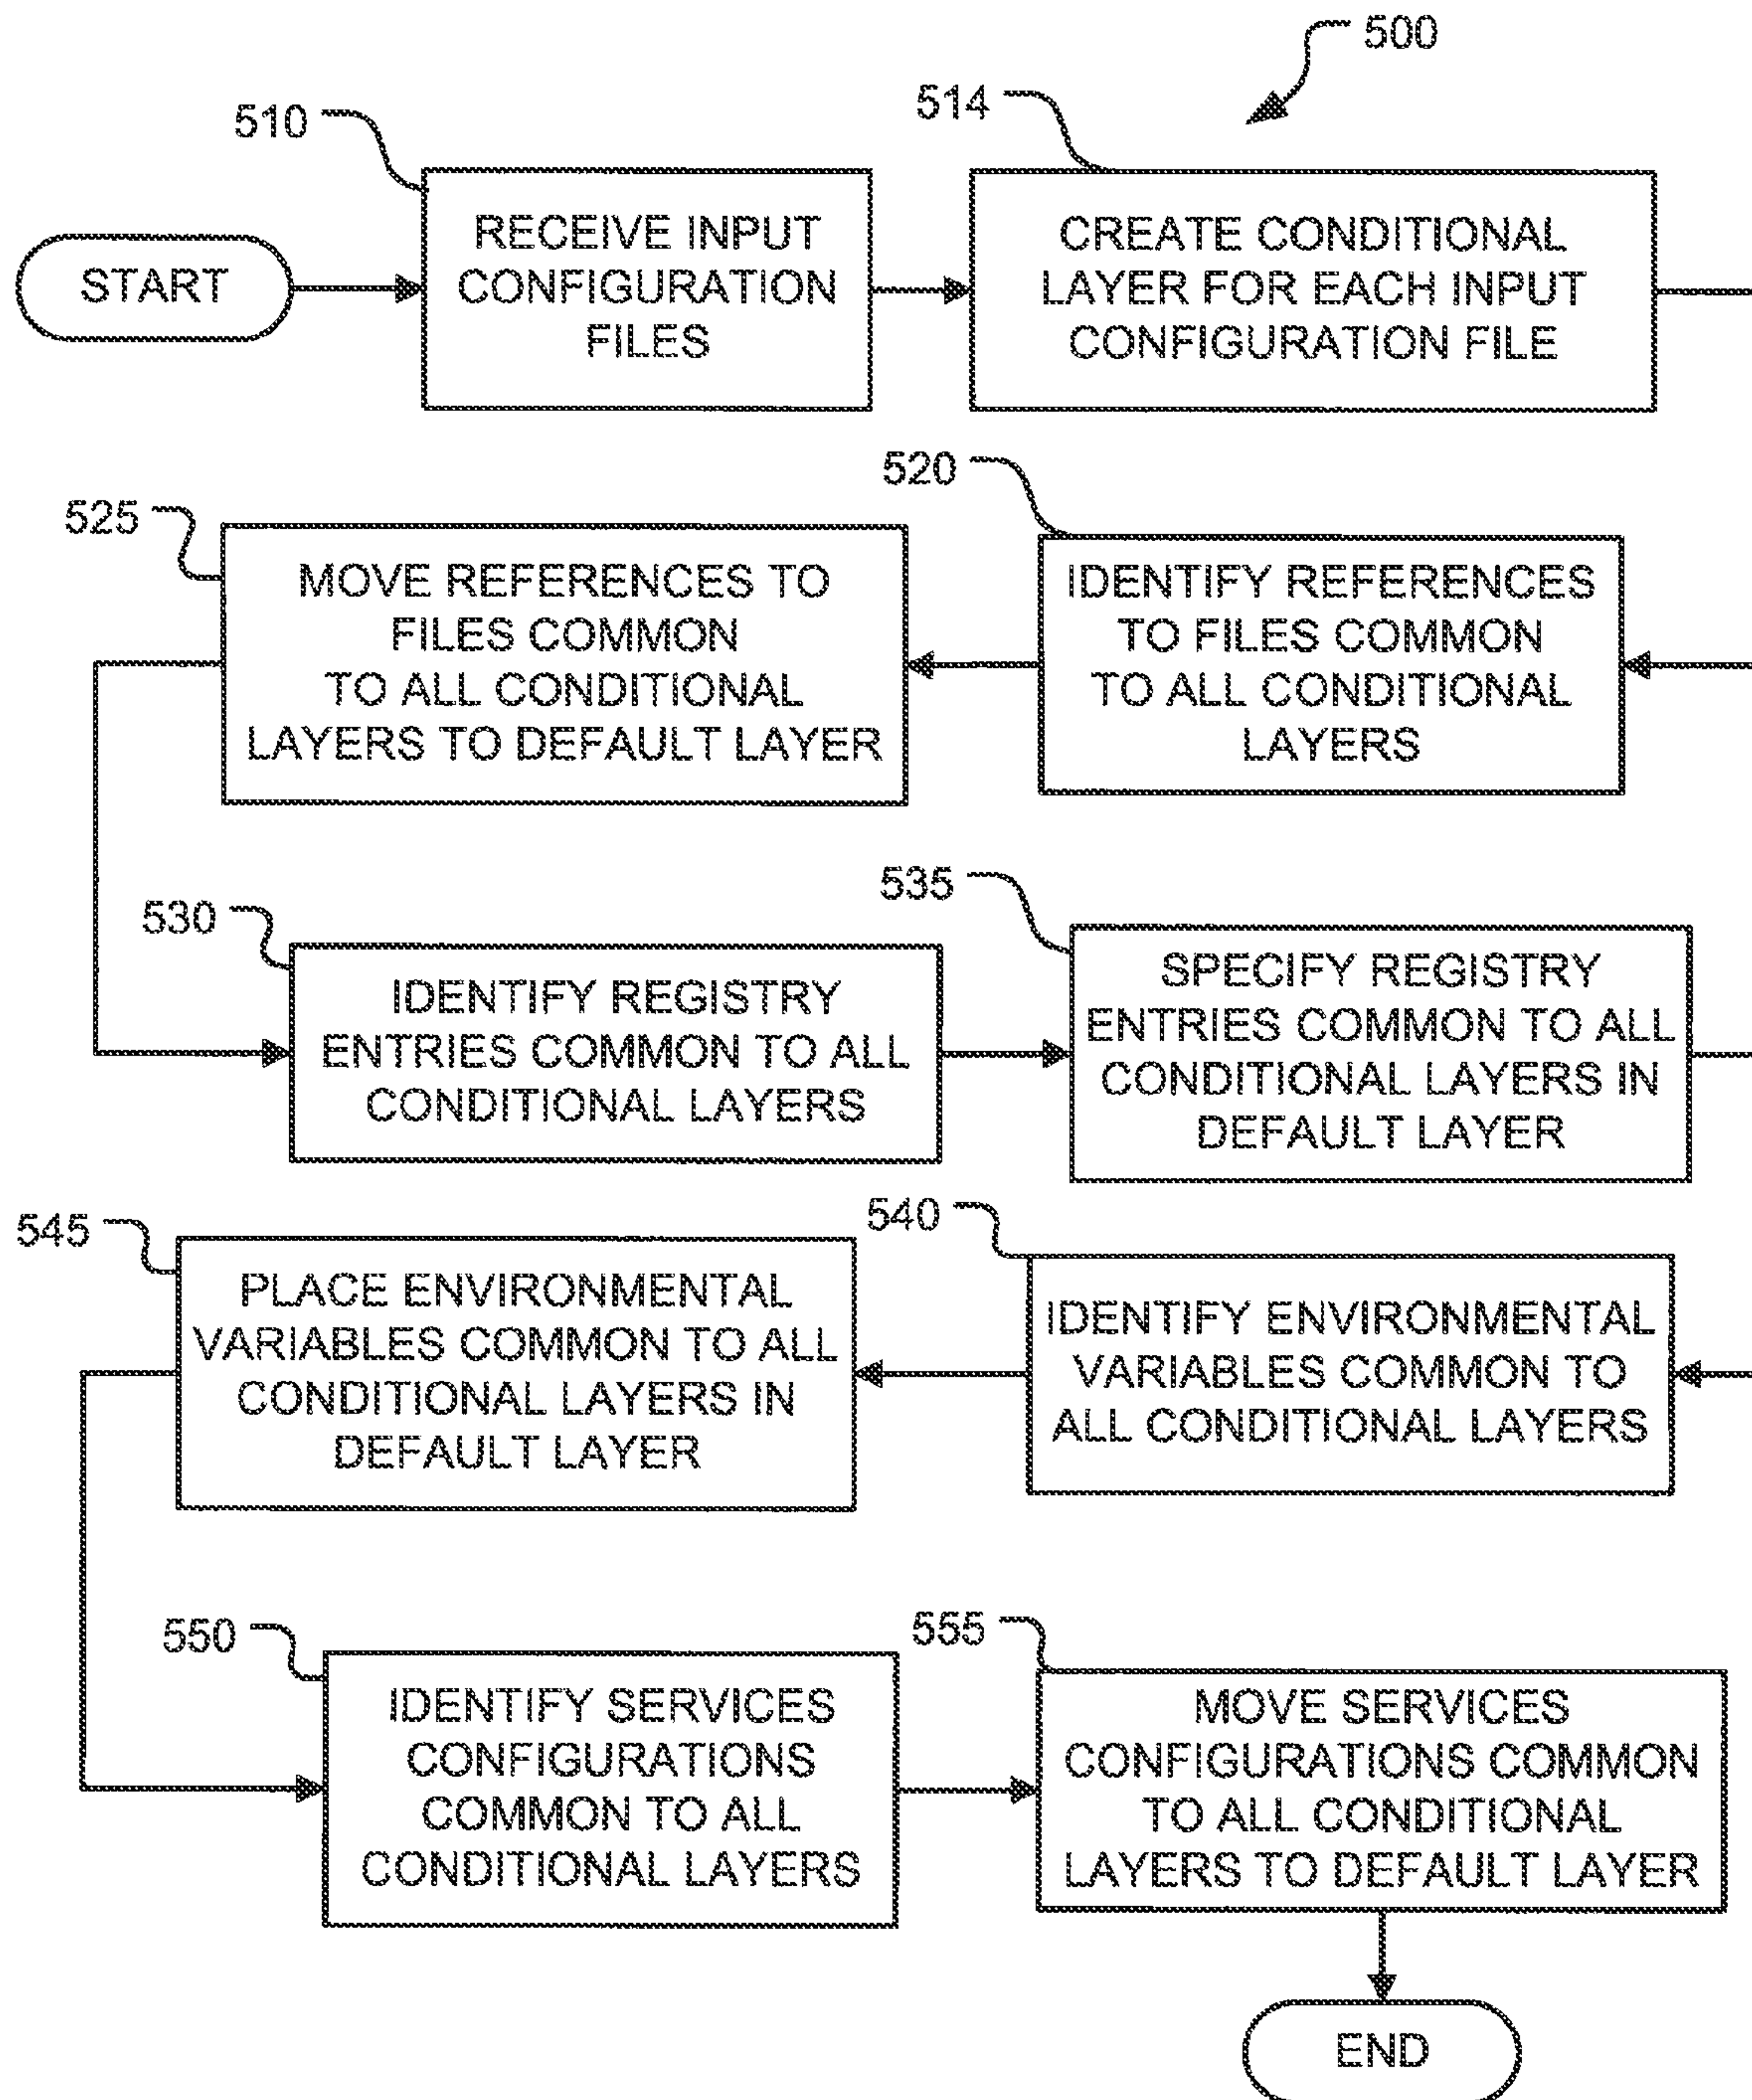 500
510
514
START
RECEIVE INPUT
CONFIGURATION
FILES
CREATE CONDITIONAL
LAYER FOR EACH INPUT
CONFIGURATION FILE
520
IDENTIFY REFERENCES
TO FILES COMMON
TO ALL CONDITIONAL
LAYERS
525
MOVE REFERENCES TO
FILES COMMON
TO ALL CONDITIONAL
LAYERS TO DEFAULT LAYER
530
IDENTIFY REGISTRY
ENTRIES COMMON TO ALL
CONDITIONAL LAYERS
535
SPECIFY REGISTRY
ENTRIES COMMON TO ALL
CONDITIONAL LAYERS IN
DEFAULT LAYER
540
IDENTIFY ENVIRONMENTAL
VARIABLES COMMON TO
ALL CONDITIONAL LAYERS
545
PLACE ENVIRONMENTAL
VARIABLES COMMON TO ALL
CONDITIONAL LAYERS IN
DEFAULT LAYER
550
IDENTIFY SERVICES
CONFIGURATIONS
COMMON TO ALL
CONDITIONAL LAYERS
555
MOVE SERVICES
CONFIGURATIONS COMMON
TO ALL CONDITIONAL
LAYERS TO DEFAULT LAYER
END